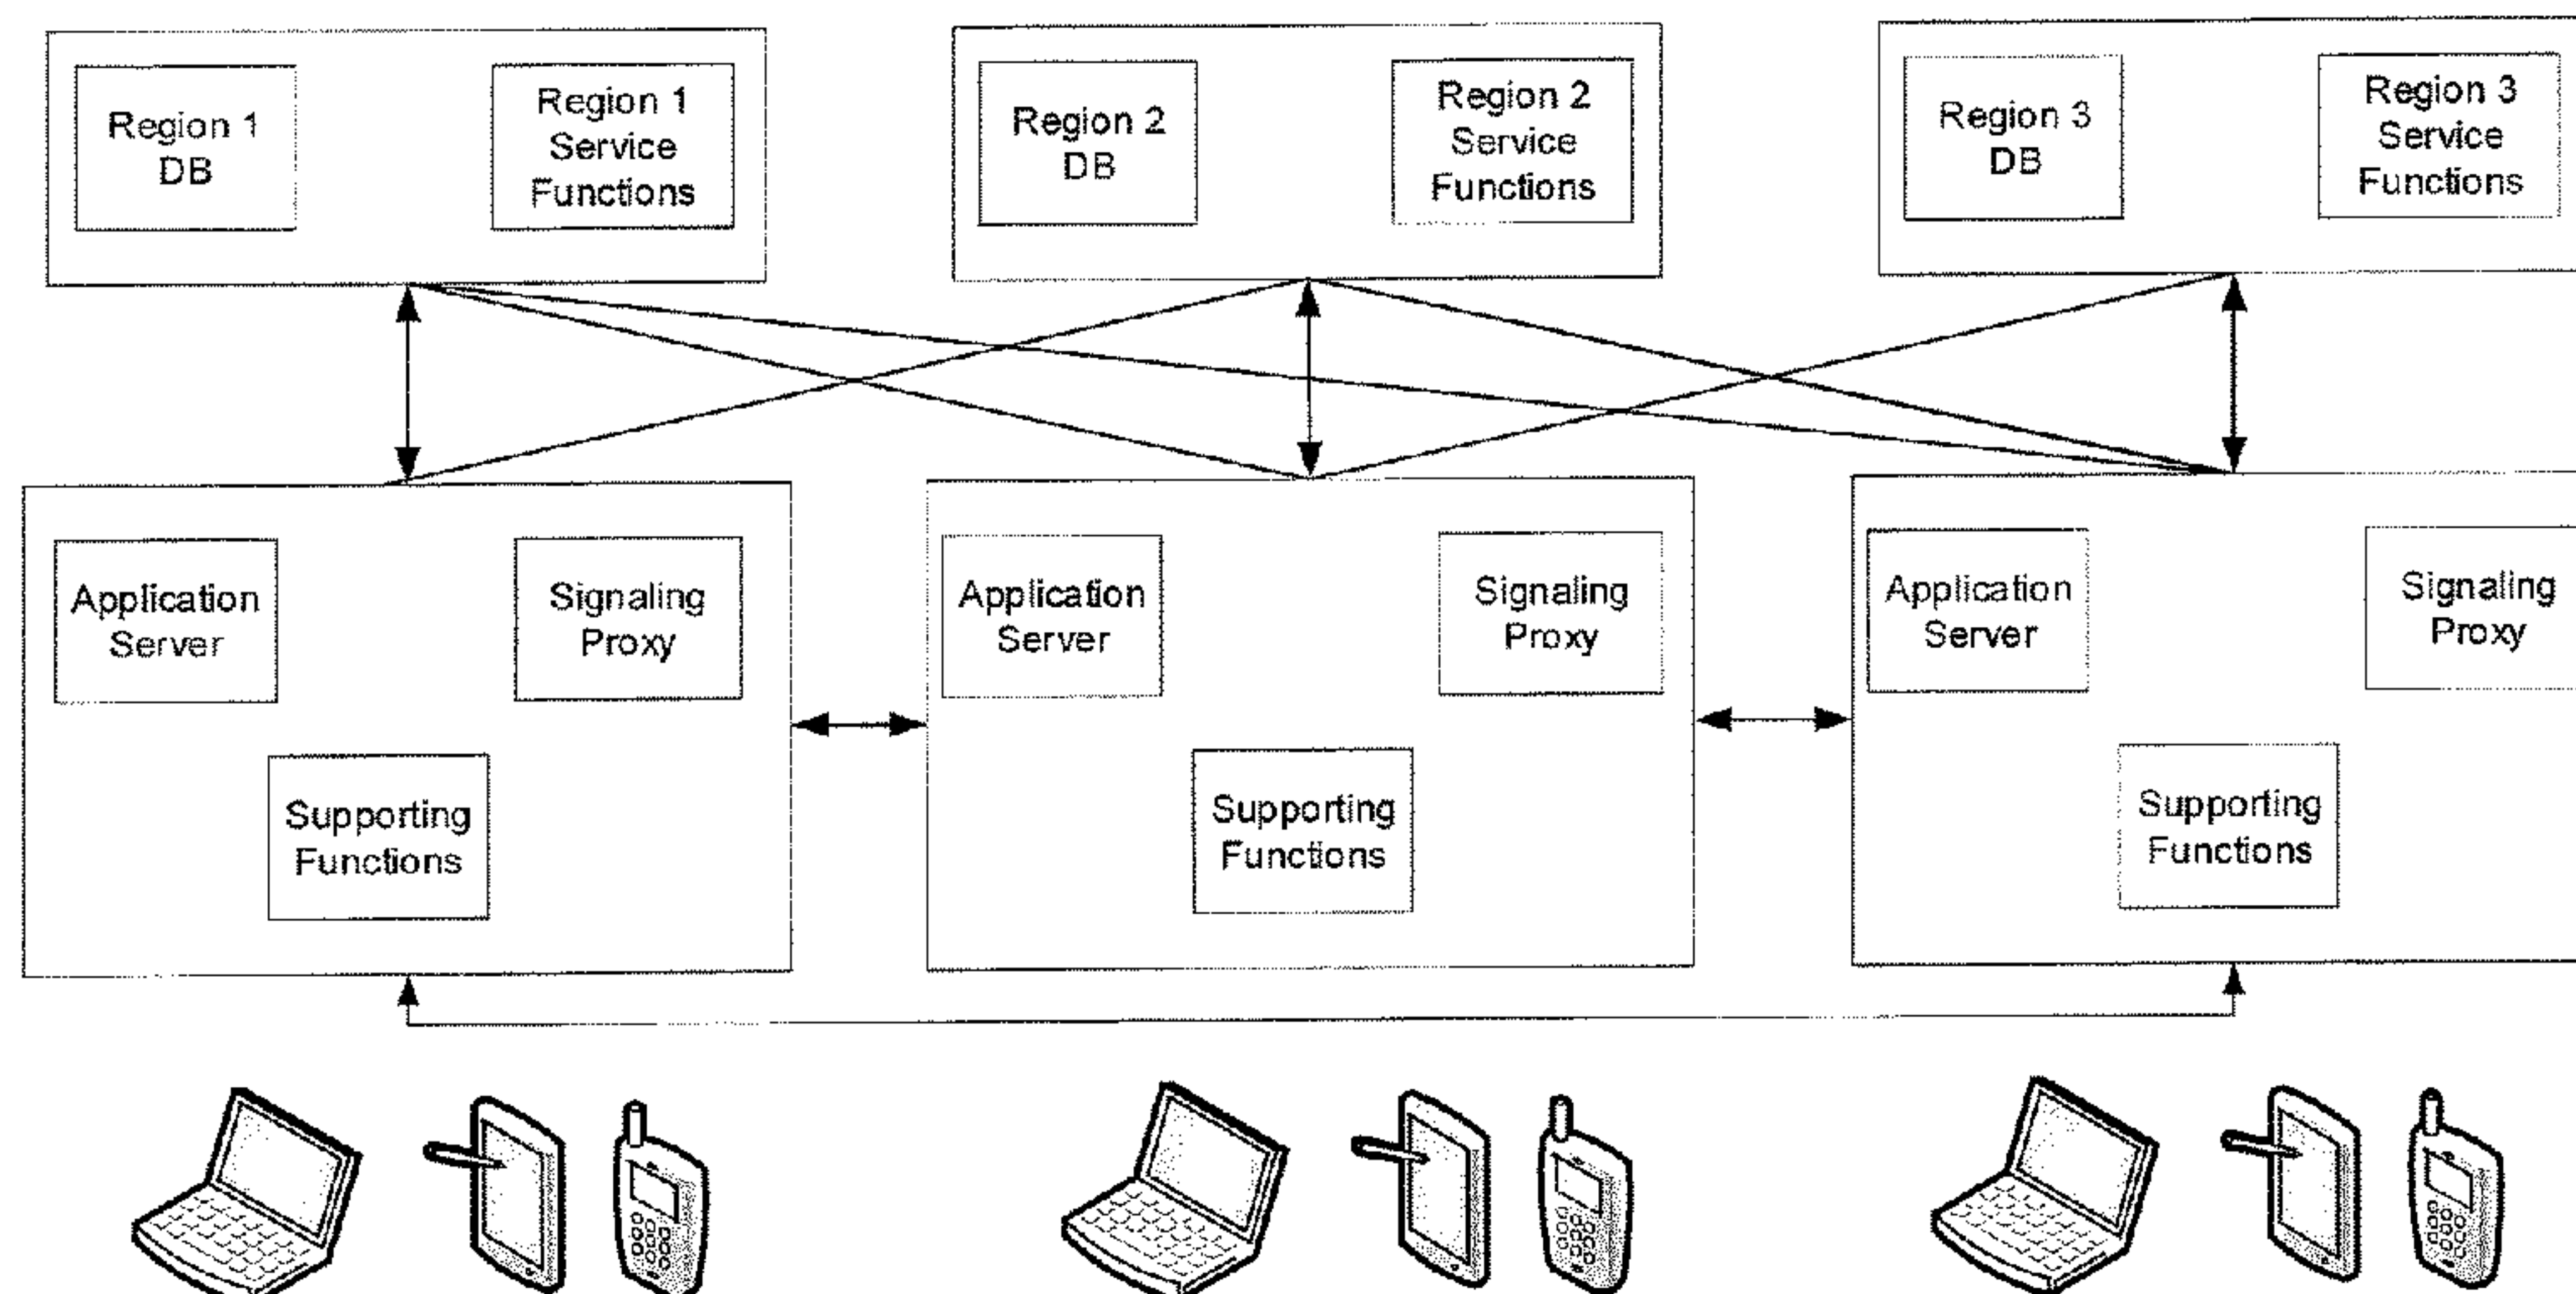 Region 1
DB
Region 1
Service
Functions
Region 2
DB
Region 2
Service
Functions
Region 3
DB
Region 3
Service
Functions
Application
Server
Signaling
Proxy
Supporting
Functions
Application
Server
Signaling
Proxy
Supporting
Functions
Application
Server
Signaling
Proxy
Supporting
Functions